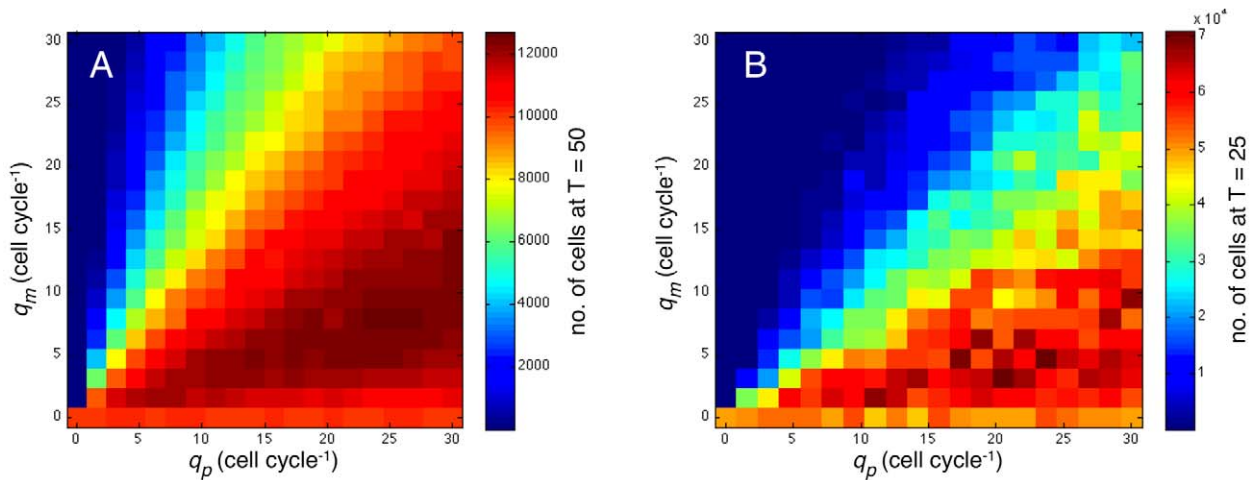 A
30
25
20
15
10
5
0
q_m (cell cycle⁻¹)
0 5 10 15 20 25 30
q_p (cell cycle⁻¹)
12000
10000
8000
6000
4000
2000
no. of cells at T = 50
B
30
25
20
15
10
5
0
q_m (cell cycle⁻¹)
0 5 10 15 20 25 30
q_p (cell cycle⁻¹)
x 10⁴
7
6
5
4
3
2
1
no. of cells at T = 25